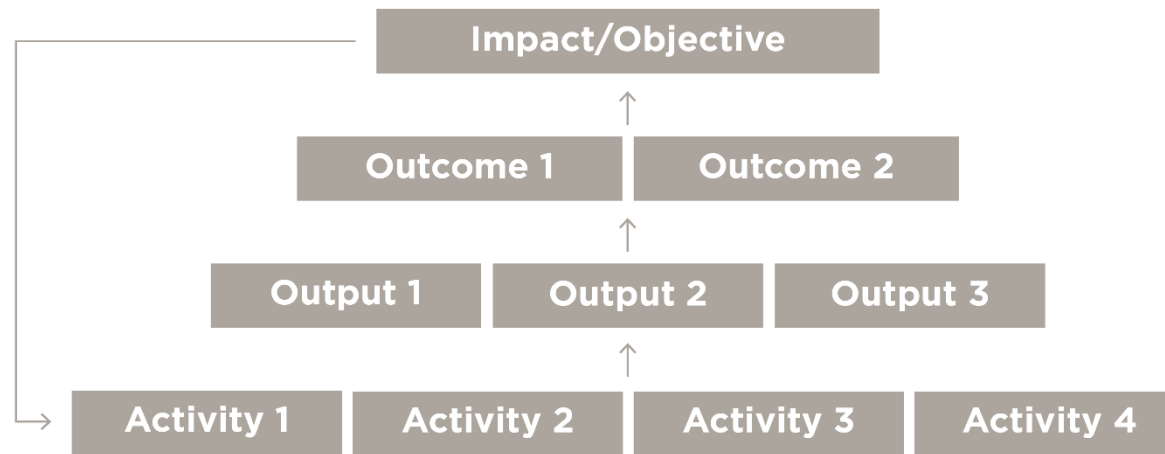 Impact/Objective
Outcome 1
Outcome 2
Output 1
Output 2
Output 3
Activity 1
Activity 2
Activity 3
Activity 4